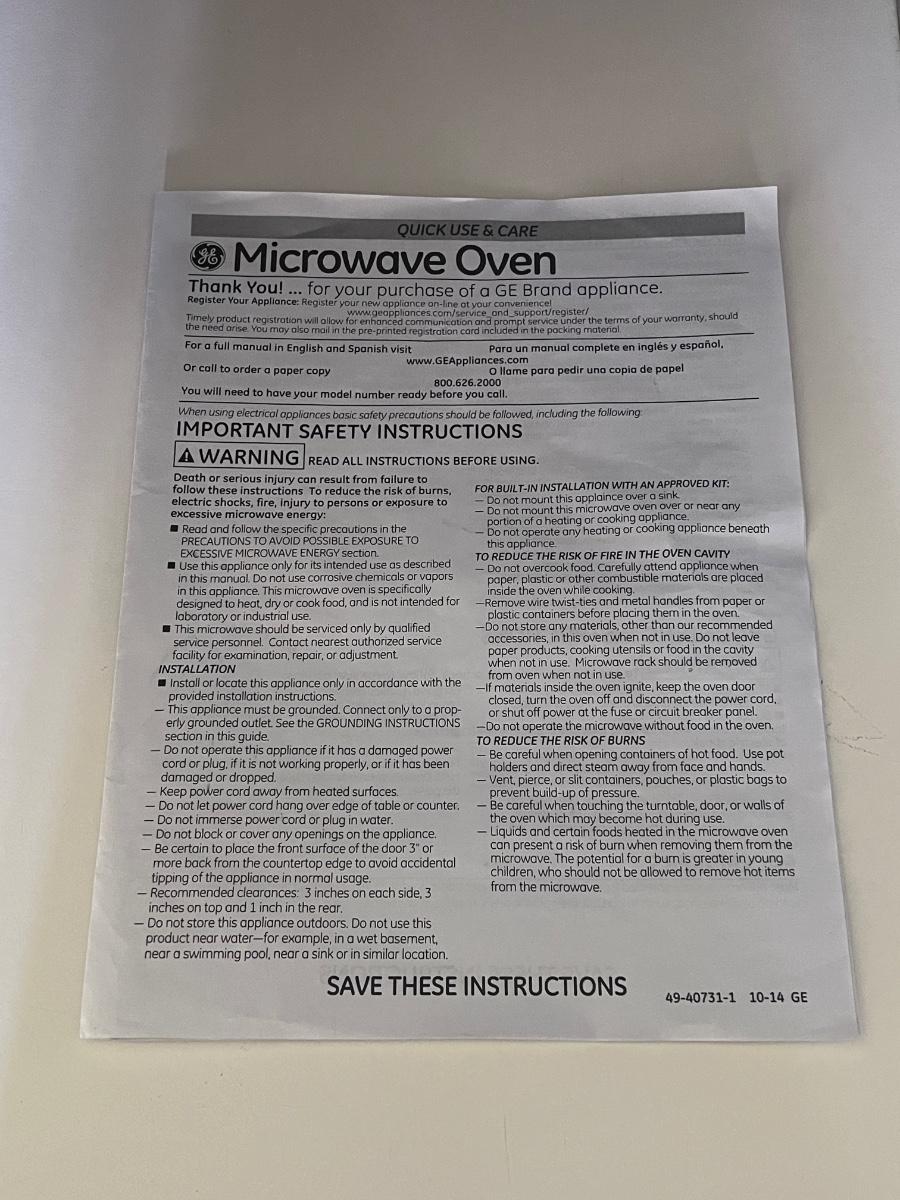 QUICK USE & CARE
GE Microwave Oven
Thank You! ... for your purchase of a GE Brand appliance.
Register Your Appliance: Register your new appliance on-line at your convenience!
www.geappliances.com/service_and_support/register/
Timely product registration will allow for enhanced communication and prompt service under the terms of your warranty, should
the need arise. You may also mail in the pre-printed registration card included in the packing material.
For a full manual in English and Spanish visit
Para un manual complete en inglés y español,
www.GEAppliances.com
Or call to order a paper copy
O llame para pedir una copia de papel
800.626.2000
You will need to have your model number ready before you call.
When using electrical appliances basic safety precautions should be followed, including the following:
IMPORTANT SAFETY INSTRUCTIONS
WARNING READ ALL INSTRUCTIONS BEFORE USING.
Death or serious injury can result from failure to
follow these instructions To reduce the risk of burns,
electric shocks, fire, injury to persons or exposure to
excessive microwave energy:
■ Read and follow the specific precautions in the
PRECAUTIONS TO AVOID POSSIBLE EXPOSURE TO
EXCESSIVE MICROWAVE ENERGY section.
■ Use this appliance only for its intended use as described
in this manual. Do not use corrosive chemicals or vapors
in this appliance. This microwave oven is specifically
designed to heat, dry or cook food, and is not intended for
laboratory or industrial use.
■ This microwave should be serviced only by qualified
service personnel. Contact nearest authorized service
facility for examination, repair, or adjustment.
INSTALLATION
■ Install or locate this appliance only in accordance with the
provided installation instructions.
— This appliance must be grounded. Connect only to a prop-
erly grounded outlet. See the GROUNDING INSTRUCTIONS
section in this guide.
— Do not operate this appliance if it has a damaged power
cord or plug, if it is not working properly, or if it has been
damaged or dropped.
— Keep power cord away from heated surfaces.
— Do not let power cord hang over edge of table or counter.
— Do not immerse power cord or plug in water.
— Do not block or cover any openings on the appliance.
— Be certain to place the front surface of the door 3" or
more back from the countertop edge to avoid accidental
tipping of the appliance in normal usage.
— Recommended clearances: 3 inches on each side, 3
inches on top and 1 inch in the rear.
— Do not store this appliance outdoors. Do not use this
product near water—for example, in a wet basement,
near a swimming pool, near a sink or in similar location.
FOR BUILT-IN INSTALLATION WITH AN APPROVED KIT:
— Do not mount this applaince over a sink.
— Do not mount this microwave oven over or near any
portion of a heating or cooking appliance.
— Do not operate any heating or cooking appliance beneath
this appliance.
TO REDUCE THE RISK OF FIRE IN THE OVEN CAVITY
— Do not overcook food. Carefully attend appliance when
paper, plastic or other combustible materials are placed
inside the oven while cooking.
—Remove wire twist-ties and metal handles from paper or
plastic containers before placing them in the oven.
—Do not store any materials, other than our recommended
accessories, in this oven when not in use. Do not leave
paper products, cooking utensils or food in the cavity
when not in use. Microwave rack should be removed
from oven when not in use.
—If materials inside the oven ignite, keep the oven door
closed, turn the oven off and disconnect the power cord,
or shut off power at the fuse or circuit breaker panel.
—Do not operate the microwave without food in the oven.
TO REDUCE THE RISK OF BURNS
— Be careful when opening containers of hot food. Use pot
holders and direct steam away from face and hands.
— Vent, pierce, or slit containers, pouches, or plastic bags to
prevent build-up of pressure.
— Be careful when touching the turntable, door, or walls of
the oven which may become hot during use.
— Liquids and certain foods heated in the microwave oven
can present a risk of burn when removing them from the
microwave. The potential for a burn is greater in young
children, who should not be allowed to remove hot items
from the microwave.
SAVE THESE INSTRUCTIONS
49-40731-1 10-14 GE